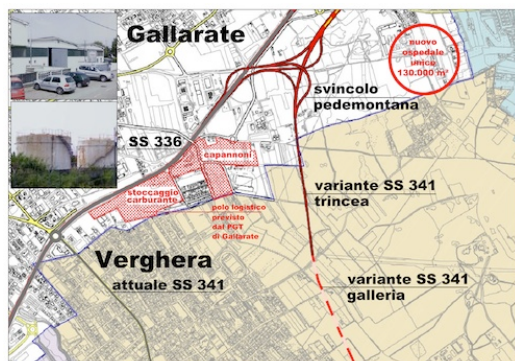 Gallarate
nuovo
ospedale
unico
130.000 m²
svincolo
pedemontana
SS 336
capannoni
stoccaggio
carburante
polo logistico
previsto
dal PGT
di Gallarate
variante SS 341
trincea
Verghera
attuale SS 341
variante SS 341
galleria